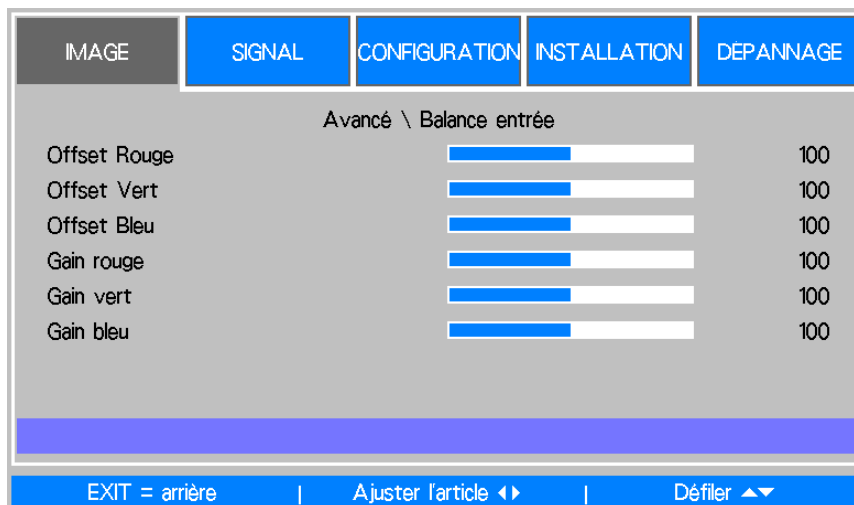 IMAGE SIGNAL CONFIGURATION INSTALLATION DÉPANNAGE
Avancé \ Balance entrée
Offset Rouge 100
Offset Vert 100
Offset Bleu 100
Gain rouge 100
Gain vert 100
Gain bleu 100
EXIT = arrière | Ajuster l'article ◂▸ | Défiler ▴▾